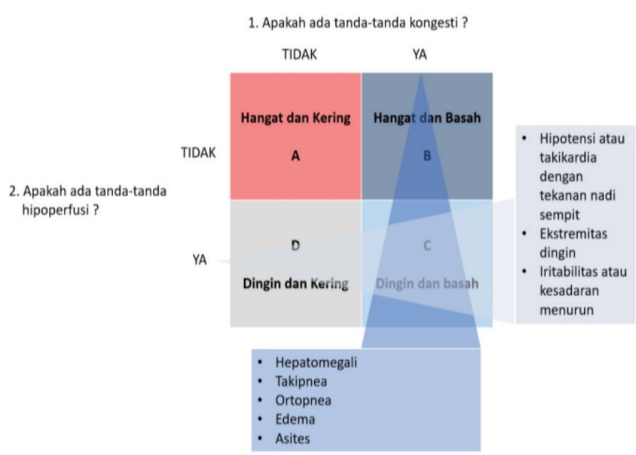 1. Apakah ada tanda-tanda kongesti ?
TIDAK
YA
Hangat dan Kering
Hangat dan Basah
TIDAK
A
B
2. Apakah ada tanda-tanda
hipoperfusi ?
YA
D
C
Dingin dan Kering
Dingin dan basah
• Hipotensi atau
takikardia
dengan
tekanan nadi
sempit
• Ekstremitas
dingin
• Iritabilitas atau
kesadaran
menurun
• Hepatomegali
• Takipnea
• Ortopnea
• Edema
• Asites